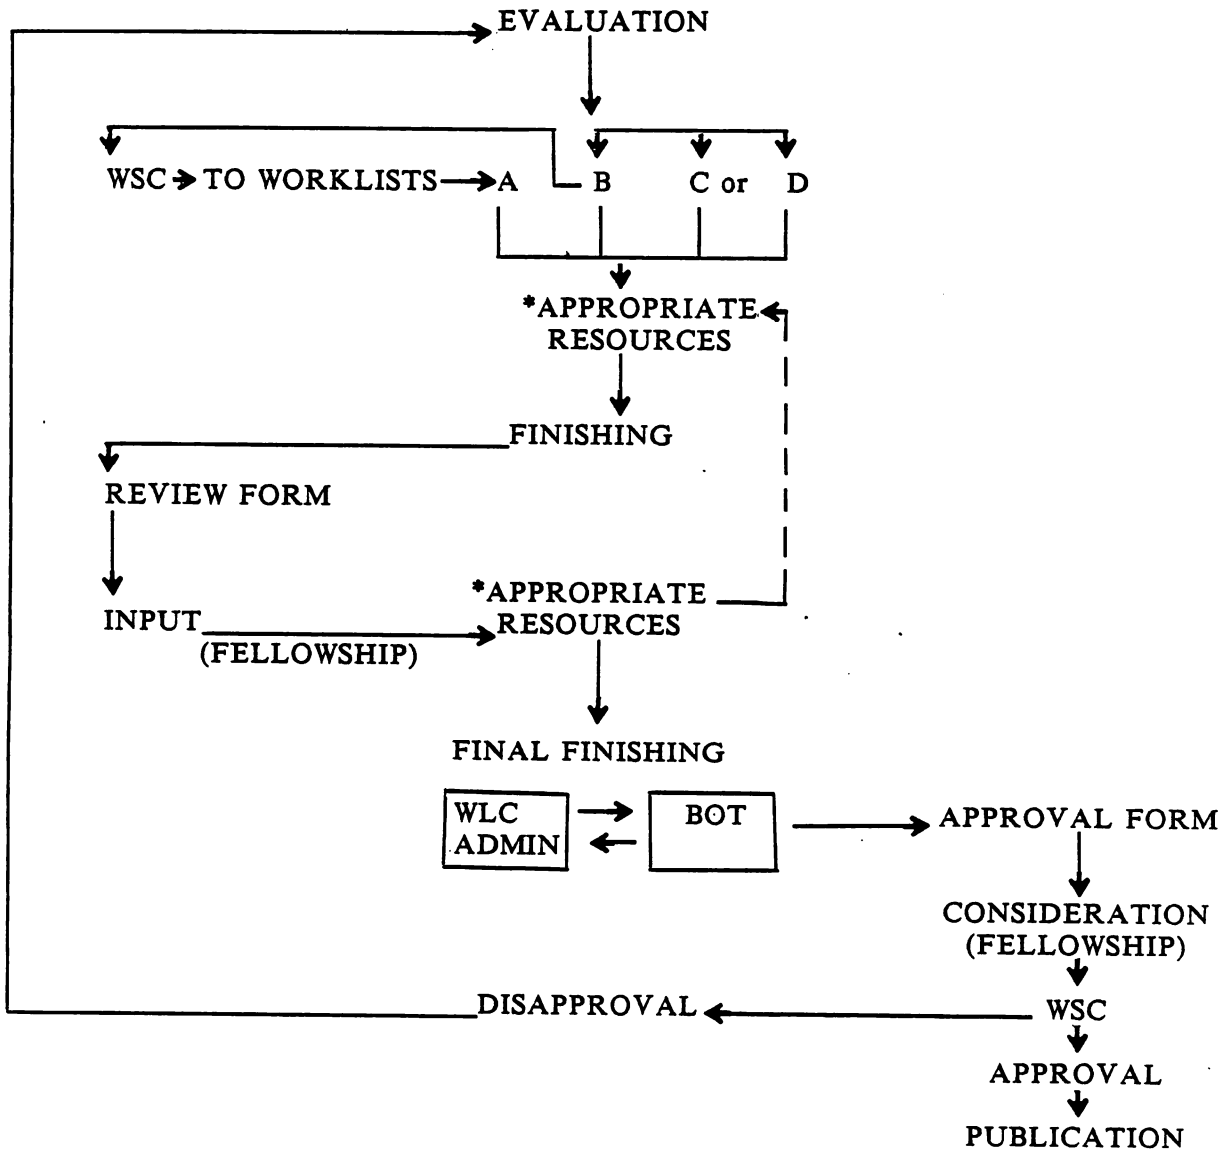 EVALUATION
WSC TO WORKLISTS A B C or D
*APPROPRIATE
RESOURCES
FINISHING
REVIEW FORM
*APPROPRIATE
RESOURCES
INPUT
(FELLOWSHIP)
FINAL FINISHING
WLC
ADMIN
BOT
APPROVAL FORM
CONSIDERATION
(FELLOWSHIP)
DISAPPROVAL
WSC
APPROVAL
PUBLICATION